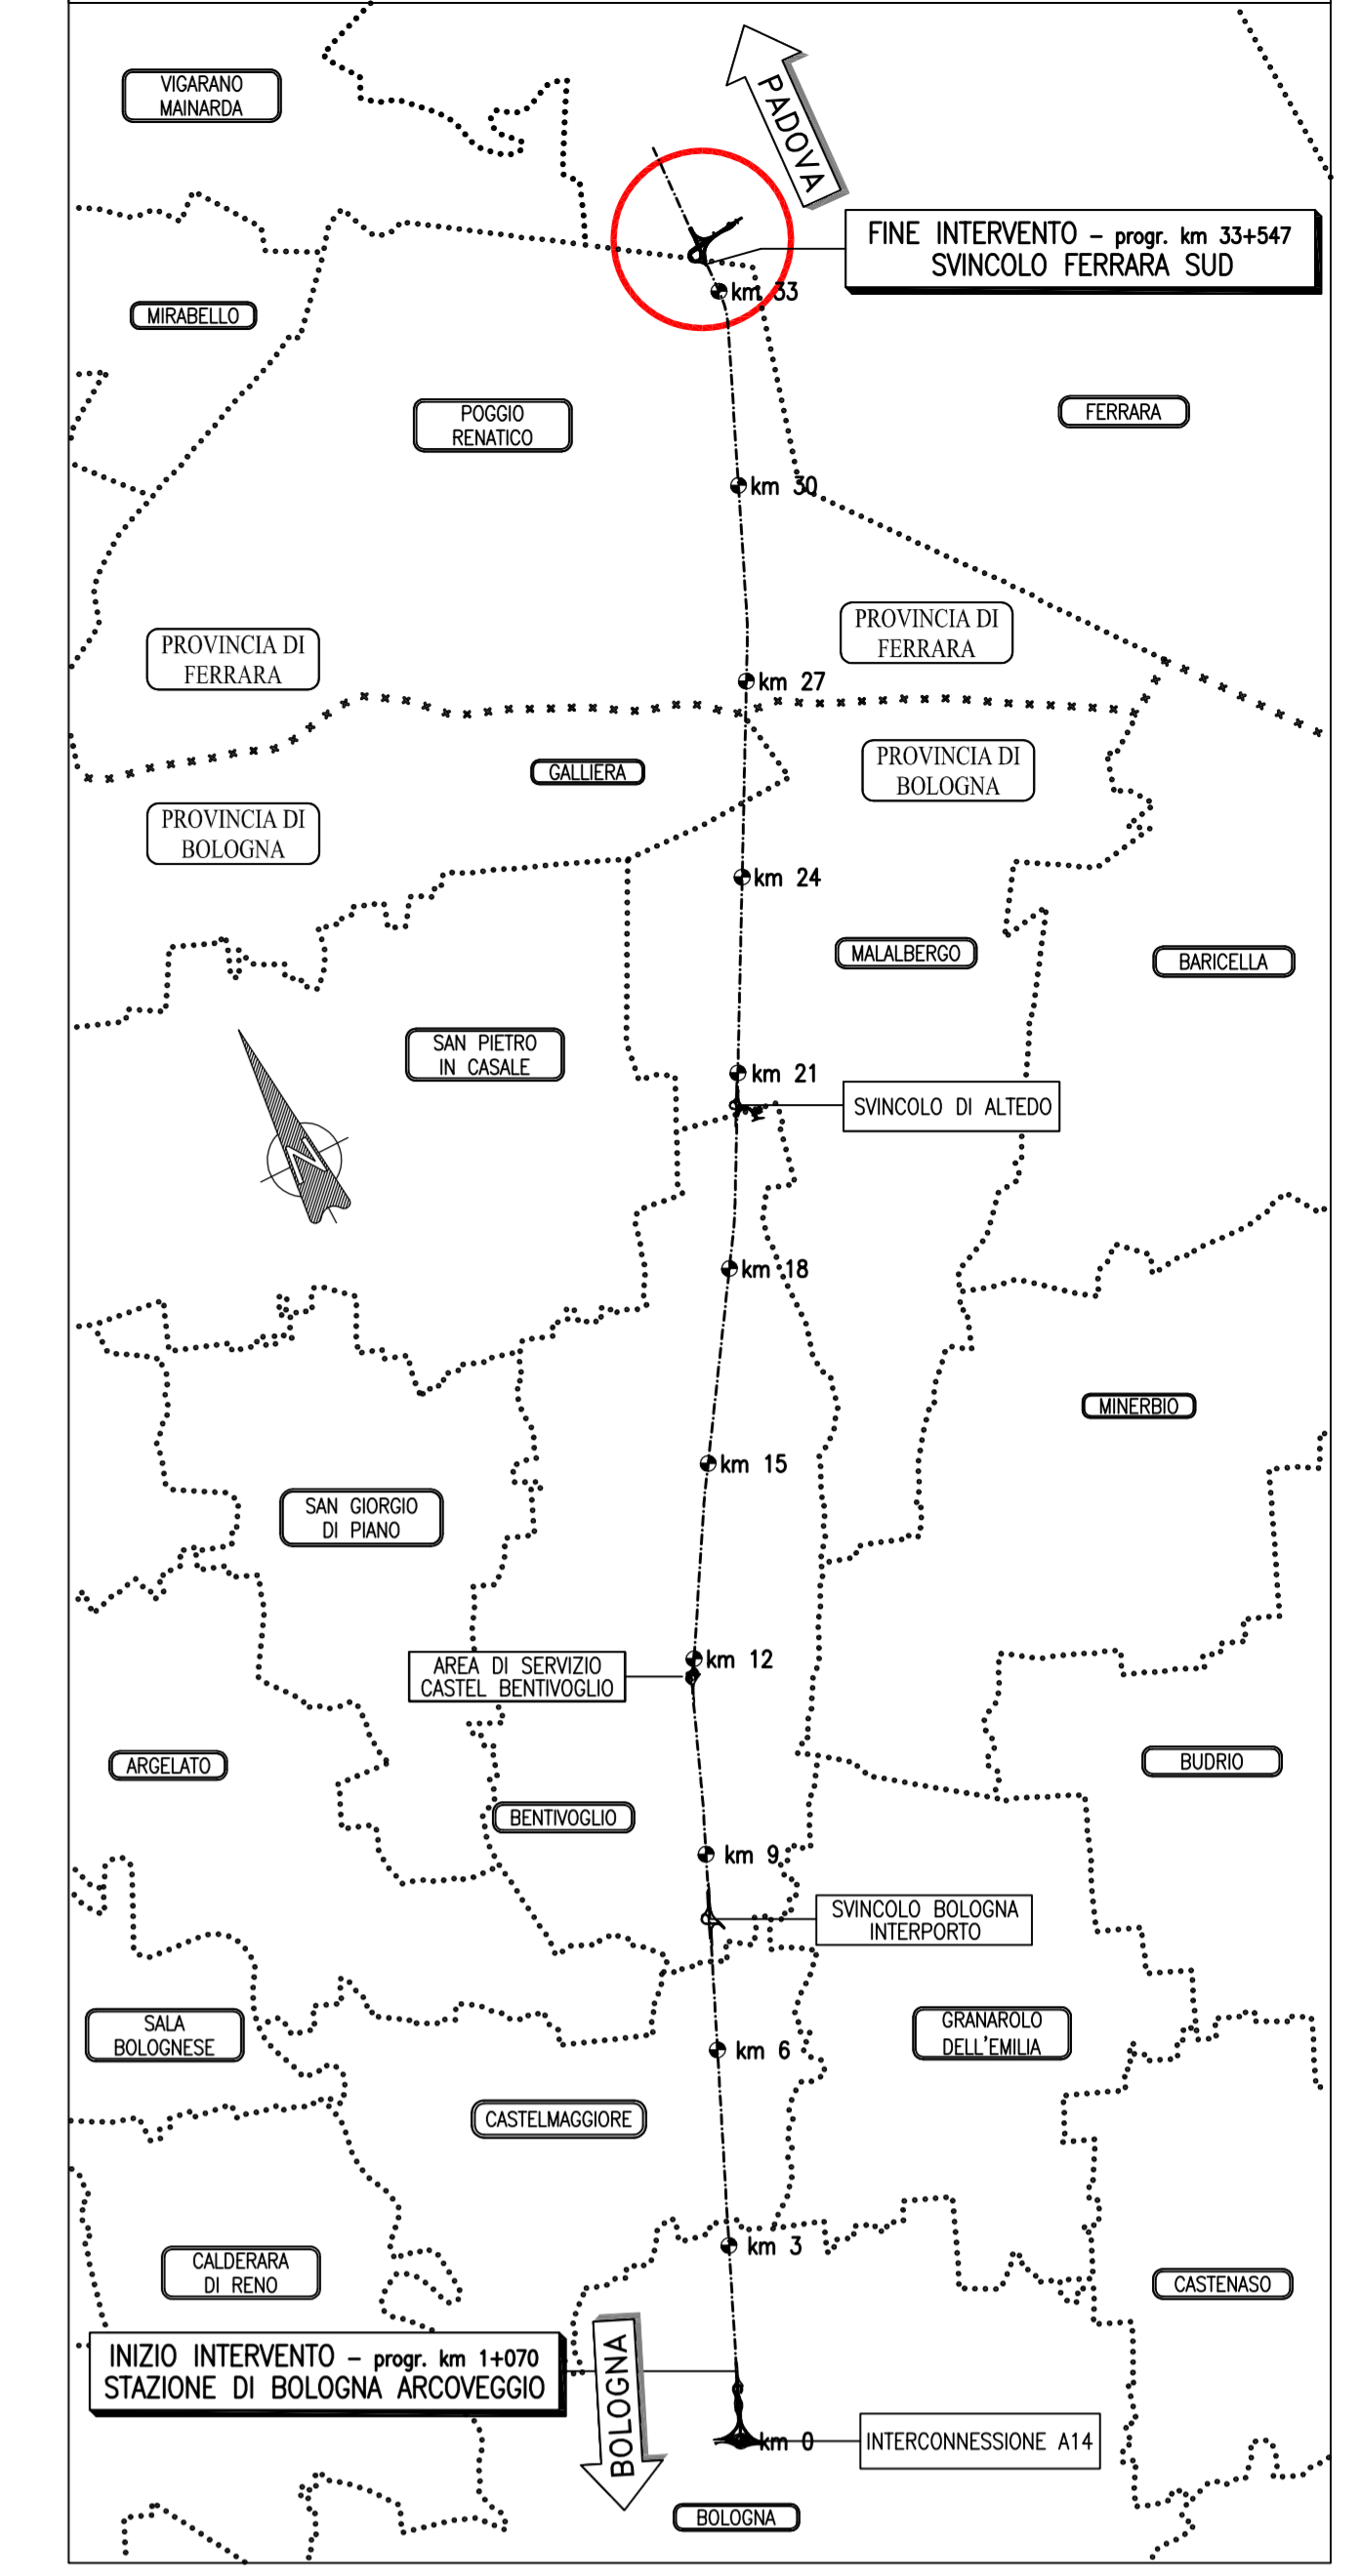 VIGARANO
MAINARDA
PADOVA
FINE INTERVENTO – progr. km 33+547
SVINCOLO FERRARA SUD
km 33
MIRABELLO
POGGIO
RENATICO
FERRARA
km 30
PROVINCIA DI
FERRARA
PROVINCIA DI
FERRARA
km 27
GALLIERA
PROVINCIA DI
BOLOGNA
PROVINCIA DI
BOLOGNA
km 24
MALALBERGO
BARICELLA
SAN PIETRO
IN CASALE
km 21
SVINCOLO DI ALTEDO
N
km 18
MINERBIO
km 15
SAN GIORGIO
DI PIANO
km 12
AREA DI SERVIZIO
CASTEL BENTIVOGLIO
ARGELATO
BUDRIO
BENTIVOGLIO
km 9
SVINCOLO BOLOGNA
INTERPORTO
SALA
BOLOGNESE
GRANAROLO
DELL'EMILIA
km 6
CASTELMAGGIORE
km 3
CALDERARA
DI RENO
CASTENASO
INIZIO INTERVENTO – progr. km 1+070
STAZIONE DI BOLOGNA ARCOVEGGIO
BOLOGNA
km 0
INTERCONNESSIONE A14
BOLOGNA